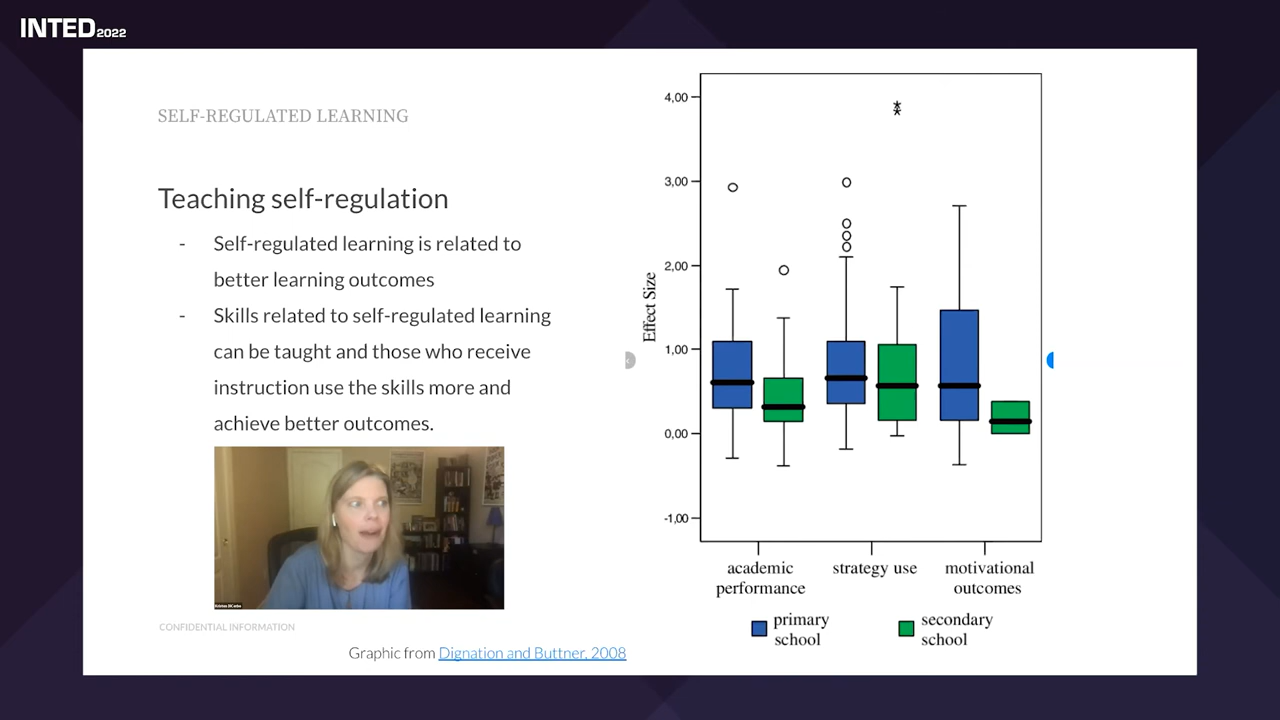 INTED2022
SELF-REGULATED LEARNING
Teaching self-regulation
- Self-regulated learning is related to
better learning outcomes
- Skills related to self-regulated learning
can be taught and those who receive
instruction use the skills more and
achieve better outcomes.
CONFIDENTIAL INFORMATION
Graphic from Dignation and Buttner, 2008
Effect Size
4,00
3,00
2,00
1,00
0,00
-1,00
academic
performance
strategy use
motivational
outcomes
primary
school
secondary
school